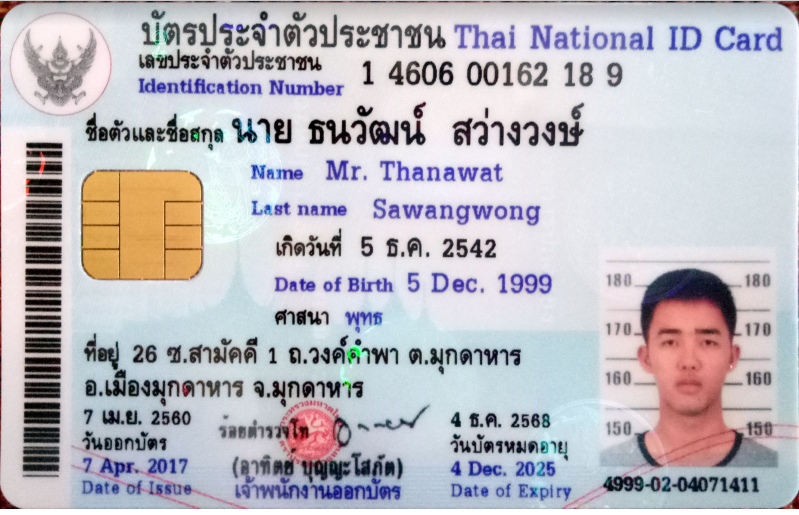 บัตรประจำตัวประชาชน Thai National ID Card
เลขประจำตัวประชาชน
Identification Number 1 4606 00162 18 9
ชื่อตัวและชื่อสกุล นาย ธนวัฒน์ สว่างวงษ์
Name Mr. Thanawat
Last name Sawangwong
เกิดวันที่ 5 ธ.ค. 2542
Date of Birth 5 Dec. 1999
ศาสนา พุทธ
ที่อยู่ 26 ซ.สามัคคี 1 ถ.วงค์คำพา ต.มุกดาหาร
อ.เมืองมุกดาหาร จ.มุกดาหาร
7 เม.ย. 2560
วันออกบัตร
7 Apr. 2017
Date of Issue
ร้อยตำรวจโท
(อาทิตย์ บุญญะโสภัต)
เจ้าพนักงานออกบัตร
4 ธ.ค. 2568
วันบัตรหมดอายุ
4 Dec. 2025
Date of Expiry
180 180
170 170
160 160
150 150
4999-02-04071411